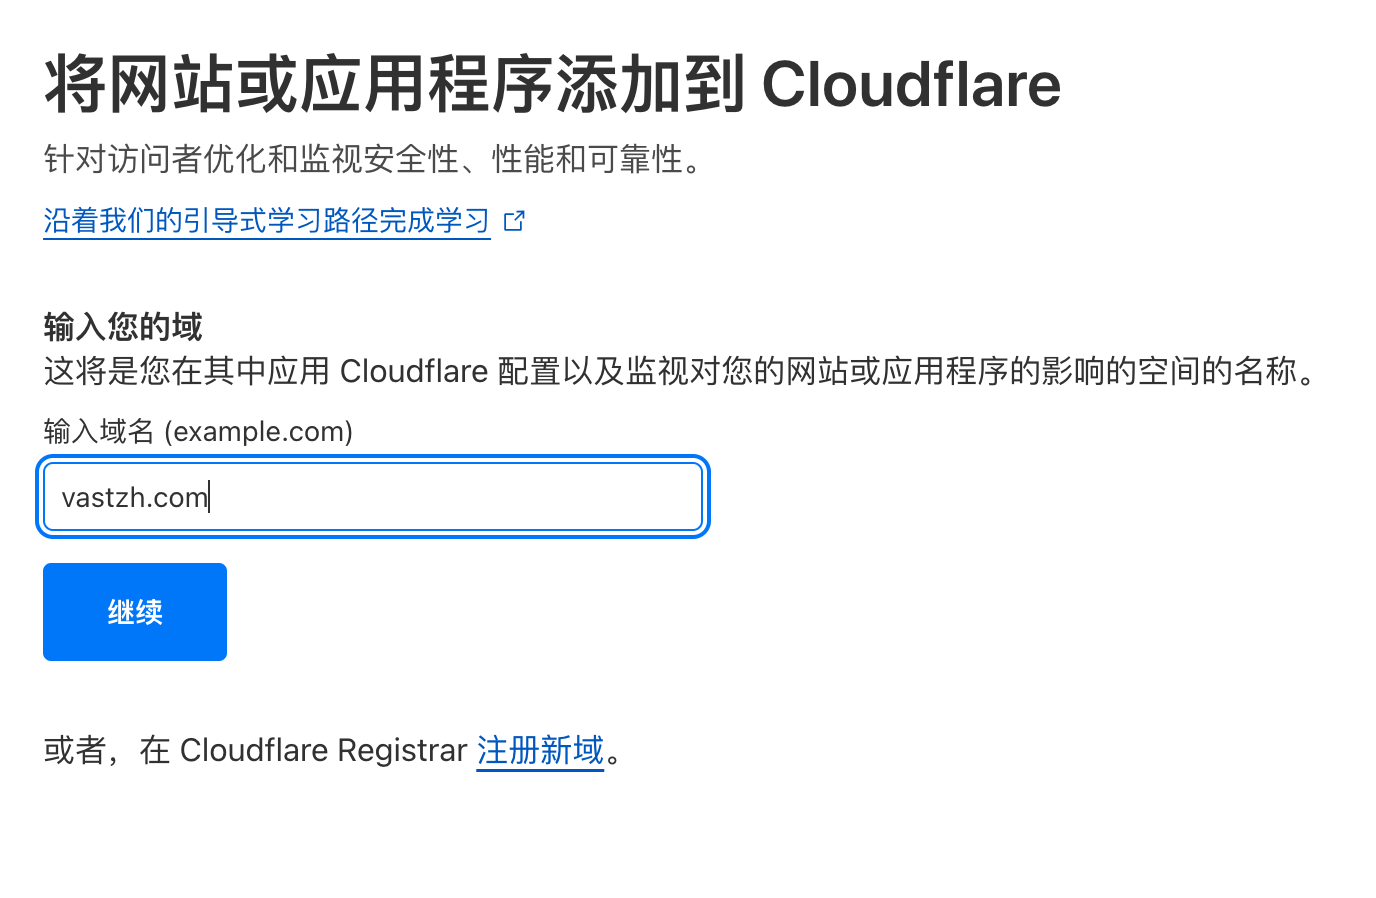 将网站或应用程序添加到 Cloudflare
针对访问者优化和监视安全性、性能和可靠性。
沿着我们的引导式学习路径完成学习
输入您的域
这将是您在其中应用 Cloudflare 配置以及监视对您的网站或应用程序的影响的空间的名称。
输入域名 (example.com)
vastzh.com
继续
或者，在 Cloudflare Registrar 注册新域。